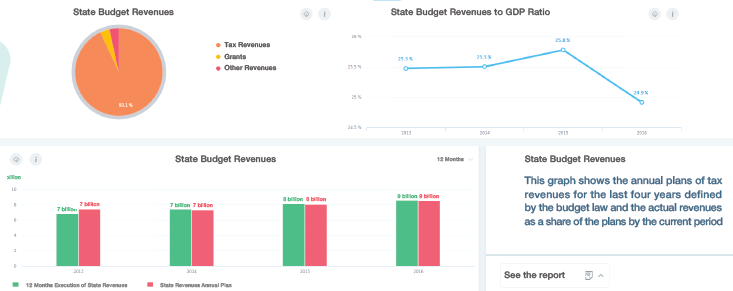 State Budget Revenues
i
State Budget Revenues to GDP Ratio
i
Tax Revenues
Grants
Other Revenues
93.1 %
26 %
25.5 %
25 %
24.5 %
25.5 %
25.5 %
25.8 %
24.9 %
2013
2014
2015
2016
i
State Budget Revenues
12 Months
billion
10
8
6
4
2
0
7 billion 7 billion
7 billion 7 billion
8 billion 8 billion
9 billion 9 billion
2013
2014
2015
2016
12 Months Execution of State Revenues
State Revenues Annual Plan
State Budget Revenues
This graph shows the annual plans of tax
revenues for the last four years defined
by the budget law and the actual revenues
as a share of the plans by the current period
See the report